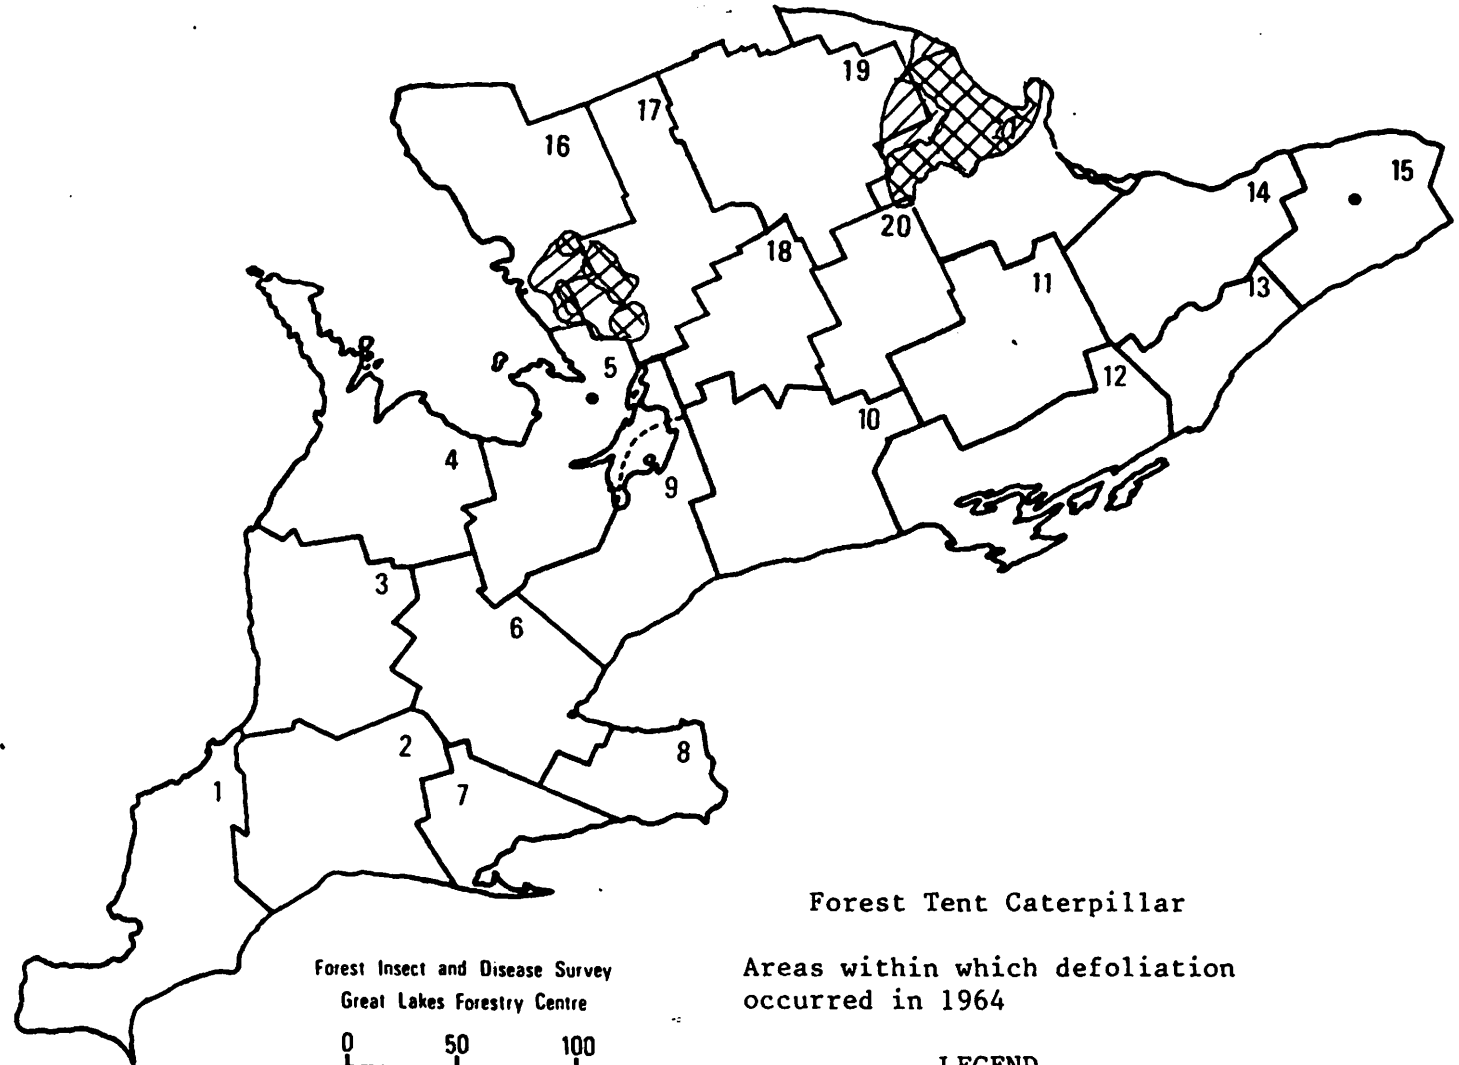 19
17
16
15
14
20
18
13
11
5
12
10
4
9
3
6
2
8
1
7
Forest Tent Caterpillar
Forest Insect and Disease Survey
Great Lakes Forestry Centre
Areas within which defoliation
occurred in 1964
0 50 100
LEGEND